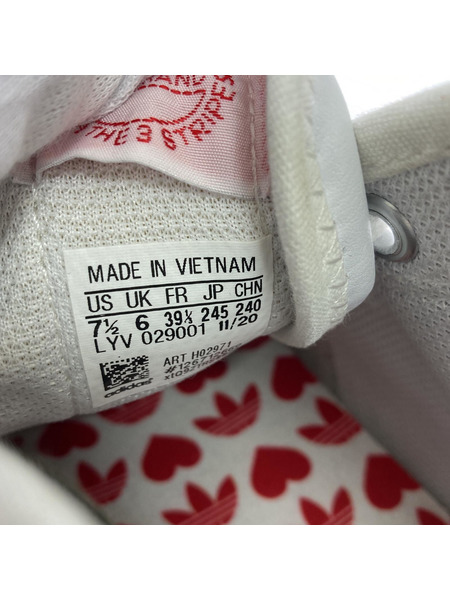 THE 3 STRIPES
MADE IN VIETNAM
US UK FR JP CHN
7½ 6 39⅓ 245 240
LYV 029001 11/20
ART H02971
adidas